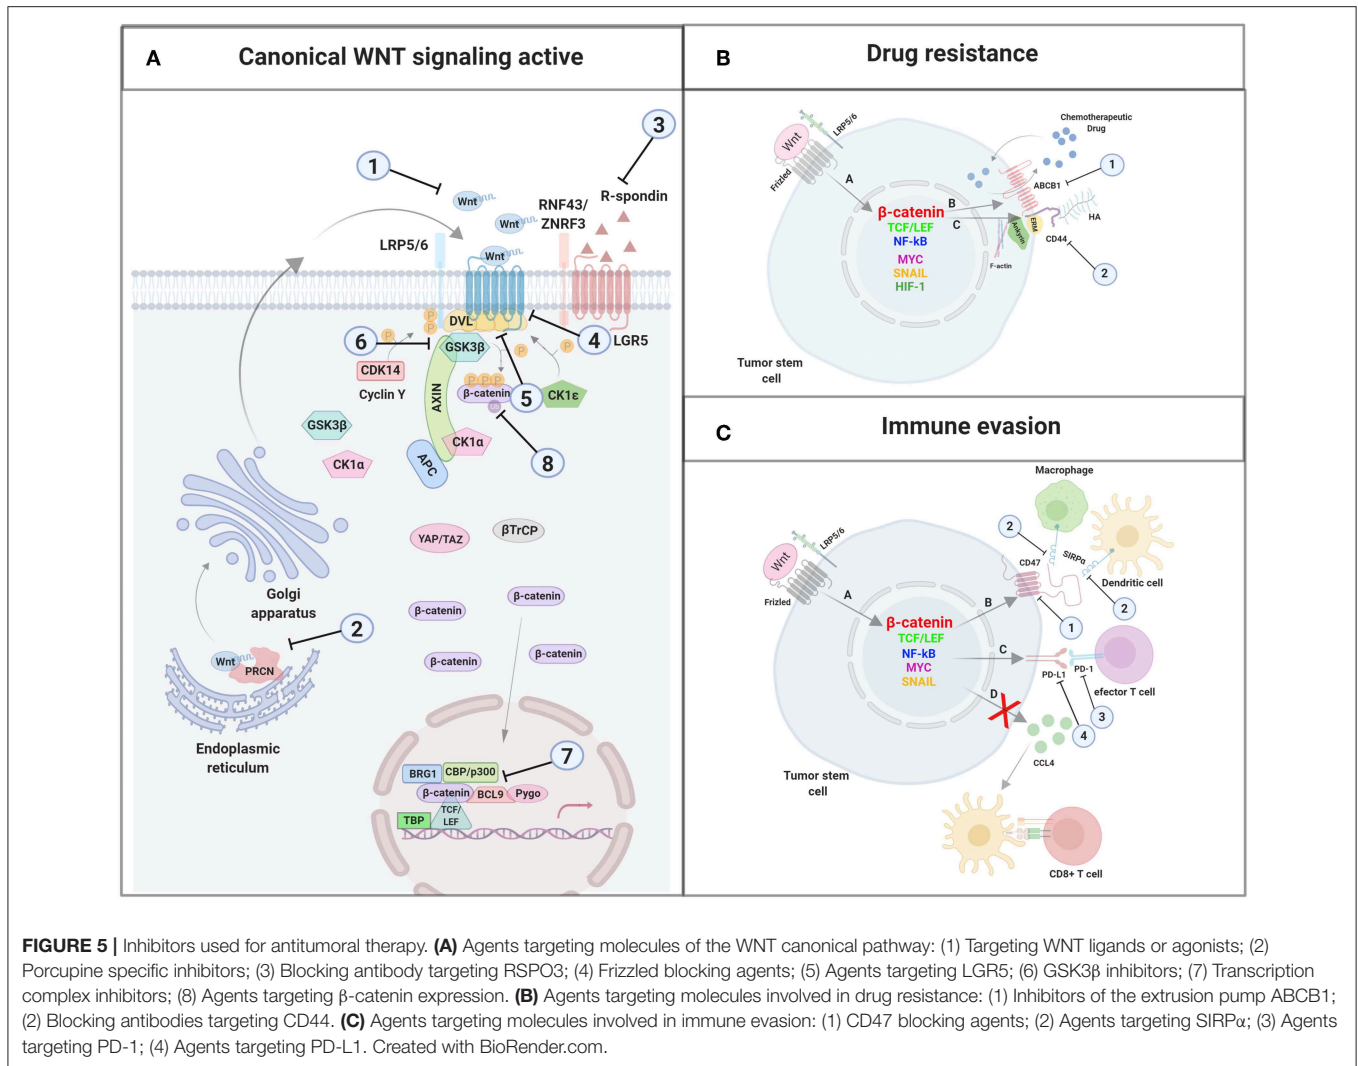 A
Canonical WNT signaling active
1
3
Wnt
R-spondin
RNF43/
ZNRF3
Wnt
LRP5/6
Wnt
P
P
DVL
6
P
GSK3β
P
P
4
LGR5
CDK14
Cyclin Y
P P P
β-catenin
5
CK1ε
AXIN
GSK3β
CK1α
8
CK1α
APC
YAP/TAZ
βTrCP
Golgi
apparatus
β-catenin
β-catenin
2
β-catenin
β-catenin
Wnt
PRCN
Endoplasmic
reticulum
7
BRG1
CBP/p300
β-catenin
BCL9
Pygo
TCF/
LEF
TBP
B
Drug resistance
Wnt
LRP5/6
Frizled
A
Chemotherapeutic
Drug
1
ABCB1
β-catenin
B
TCF/LEF
C
NF-kB
MYC
SNAIL
HIF-1
HA
ERM
Ankyrin
CD44
F-actin
2
Tumor stem
cell
C
Immune evasion
Macrophage
2
Wnt
LRP5/6
Frizled
A
CD47
SIRPα
Dendritic cell
2
B
1
β-catenin
TCF/LEF
NF-kB
MYC
SNAIL
C
PD-L1
PD-1
efector T cell
D
3
4
CCL4
Tumor stem
cell
CD8+ T cell
FIGURE 5 | Inhibitors used for antitumoral therapy. (A) Agents targeting molecules of the WNT canonical pathway: (1) Targeting WNT ligands or agonists; (2)
Porcupine specific inhibitors; (3) Blocking antibody targeting RSPO3; (4) Frizzled blocking agents; (5) Agents targeting LGR5; (6) GSK3β inhibitors; (7) Transcription
complex inhibitors; (8) Agents targeting β-catenin expression. (B) Agents targeting molecules involved in drug resistance: (1) Inhibitors of the extrusion pump ABCB1;
(2) Blocking antibodies targeting CD44. (C) Agents targeting molecules involved in immune evasion: (1) CD47 blocking agents; (2) Agents targeting SIRPα; (3) Agents
targeting PD-1; (4) Agents targeting PD-L1. Created with BioRender.com.